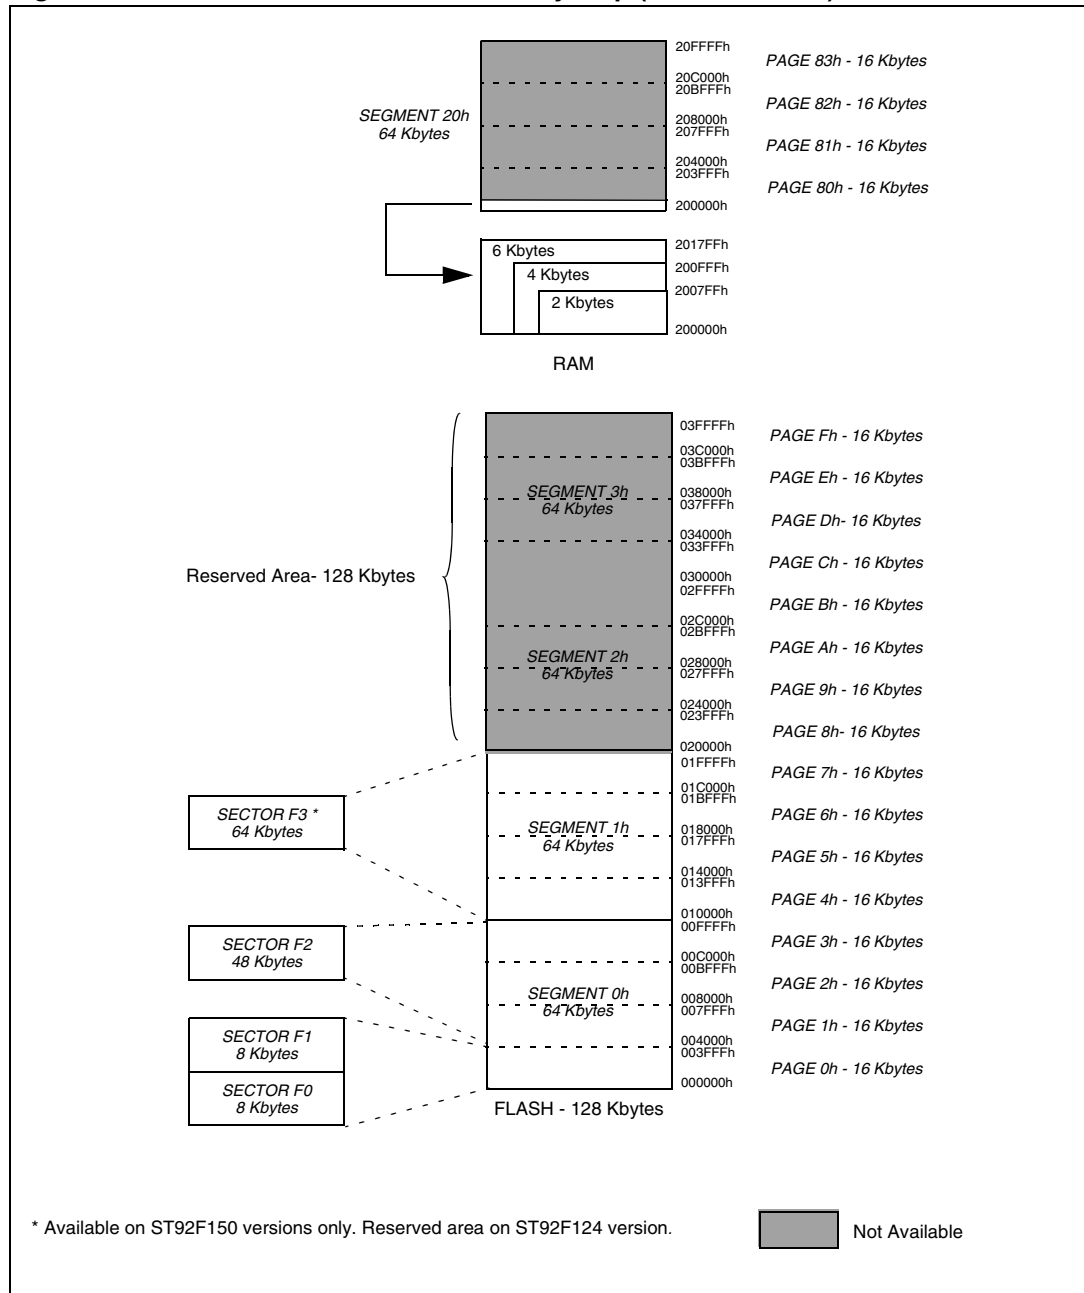 20FFFFh
PAGE 83h - 16 Kbytes
20C000h
20BFFFh
PAGE 82h - 16 Kbytes
SEGMENT 20h
64 Kbytes
208000h
207FFFh
PAGE 81h - 16 Kbytes
204000h
203FFFh
PAGE 80h - 16 Kbytes
200000h
6 Kbytes
2017FFh
4 Kbytes
200FFFh
2 Kbytes
2007FFh
200000h
RAM
03FFFFh
PAGE Fh - 16 Kbytes
03C000h
03BFFFh
PAGE Eh - 16 Kbytes
SEGMENT 3h
64 Kbytes
038000h
037FFFh
PAGE Dh- 16 Kbytes
034000h
033FFFh
PAGE Ch - 16 Kbytes
Reserved Area- 128 Kbytes
030000h
02FFFFh
PAGE Bh - 16 Kbytes
02C000h
02BFFFh
PAGE Ah - 16 Kbytes
SEGMENT 2h
64 Kbytes
028000h
027FFFh
PAGE 9h - 16 Kbytes
024000h
023FFFh
PAGE 8h- 16 Kbytes
020000h
01FFFFh
PAGE 7h - 16 Kbytes
01C000h
01BFFFh
SECTOR F3 *
64 Kbytes
PAGE 6h - 16 Kbytes
SEGMENT 1h
64 Kbytes
018000h
017FFFh
PAGE 5h - 16 Kbytes
014000h
013FFFh
PAGE 4h - 16 Kbytes
010000h
00FFFFh
SECTOR F2
48 Kbytes
PAGE 3h - 16 Kbytes
00C000h
00BFFFh
PAGE 2h - 16 Kbytes
SEGMENT 0h
64 Kbytes
008000h
007FFFh
SECTOR F1
8 Kbytes
PAGE 1h - 16 Kbytes
004000h
003FFFh
PAGE 0h - 16 Kbytes
SECTOR F0
8 Kbytes
000000h
FLASH - 128 Kbytes
* Available on ST92F150 versions only. Reserved area on ST92F124 version.
Not Available